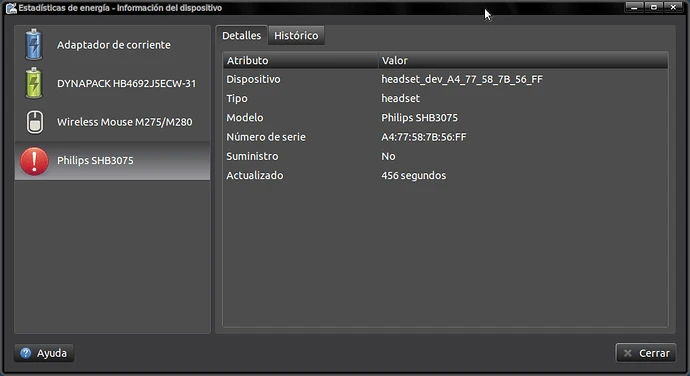 Estadísticas de energía - Información del dispositivo
Adaptador de corriente
DYNAPACK HB4692J5ECW-31
Wireless Mouse M275/M280
Philips SHB3075
Detalles Histórico
Atributo Valor
Dispositivo headset_dev_A4_77_58_7B_56_FF
Tipo headset
Modelo Philips SHB3075
Número de serie A4:77:58:7B:56:FF
Suministro No
Actualizado 456 segundos
Ayuda Cerrar